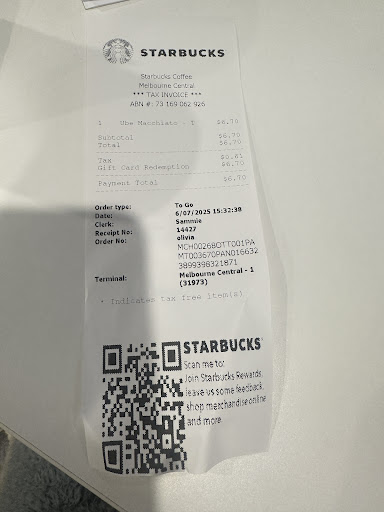 STARBUCKS
Starbucks Coffee
Melbourne Central
*** TAX INVOICE ***
ABN #: 73 169 062 926
1 Ube Macchiato - T $6.70
Subtotal $6.70
Total $6.70
Tax $0.61
Gift Card Redemption $6.70
Payment Total $6.70
Order type: To Go
Date: 6/07/2025 15:32:38
Clerk: Sammie
Receipt No: 14427
Order No: olivia
MCH00268OTT001PA
MT003670PAN016632
3899398321871
Terminal: Melbourne Central - 1
(31973)
* Indicates tax free item(s)
STARBUCKS®
Scan me to:
Join Starbucks Rewards,
leave us some feedback,
shop merchandise online
and more